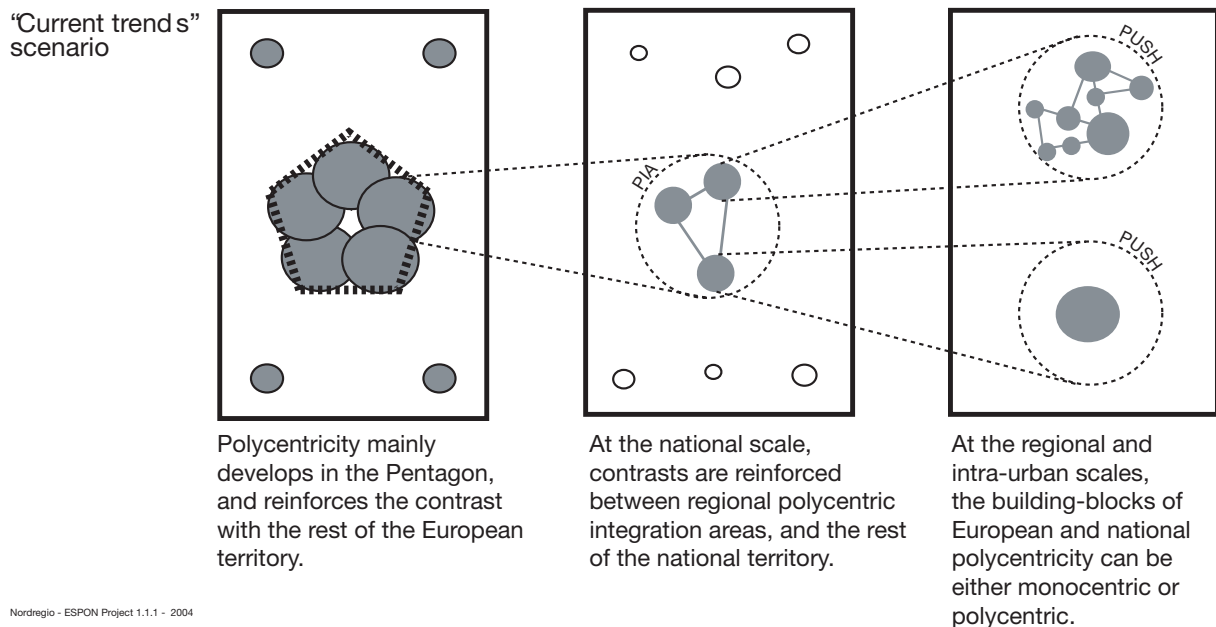 “Current trends”
scenario
PIA
PUSH
PUSH
Polycentricity mainly
develops in the Pentagon,
and reinforces the contrast
with the rest of the European
territory.
At the national scale,
contrasts are reinforced
between regional polycentric
integration areas, and the rest
of the national territory.
At the regional and
intra-urban scales,
the building-blocks of
European and national
polycentricity can be
either monocentric or
polycentric.
Nordregio - ESPON Project 1.1.1 - 2004